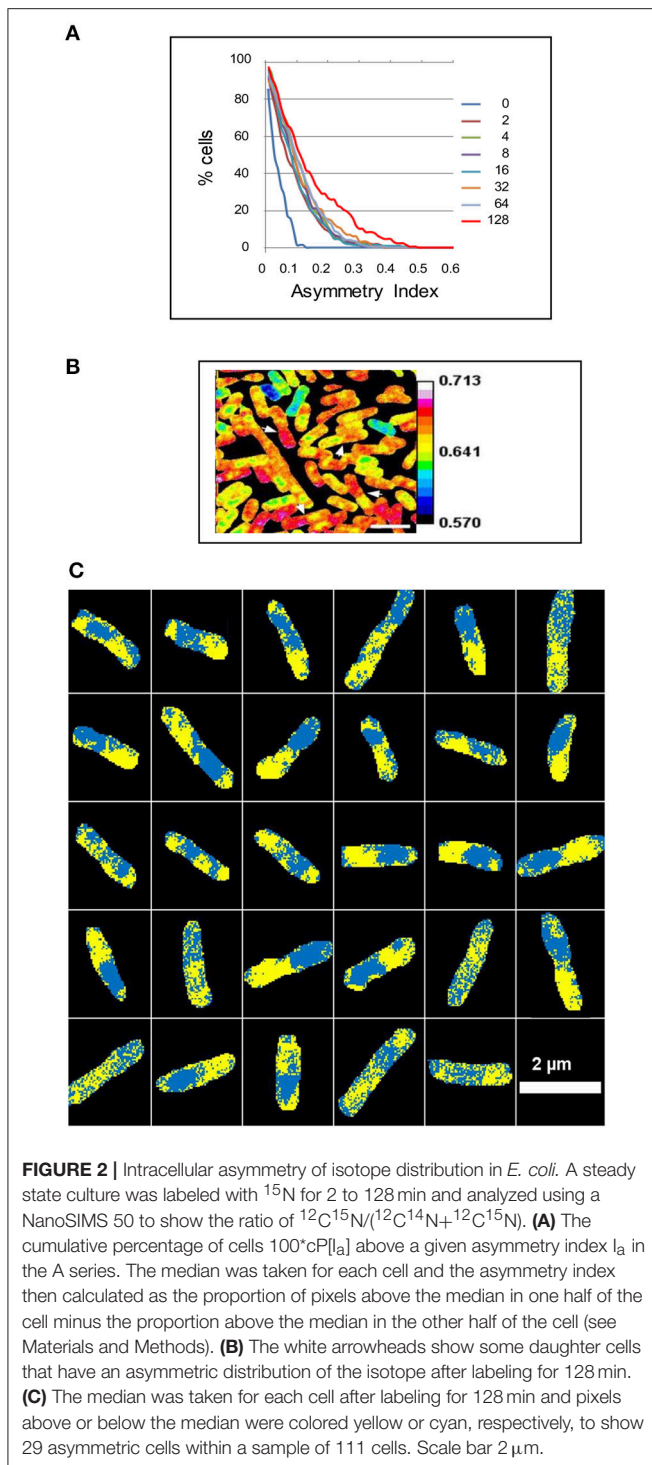 A
100
80
60
40
20
0
% cells
0 0.1 0.2 0.3 0.4 0.5 0.6
Asymmetry Index
0
2
4
8
16
32
64
128
B
0.713
0.641
0.570
C
2 µm
FIGURE 2 | Intracellular asymmetry of isotope distribution in E. coli. A steady
state culture was labeled with ¹⁵N for 2 to 128 min and analyzed using a
NanoSIMS 50 to show the ratio of ¹²C¹⁵N/(¹²C¹⁴N+¹²C¹⁵N). (A) The
cumulative percentage of cells 100*cP[Iₐ] above a given asymmetry index Iₐ in
the A series. The median was taken for each cell and the asymmetry index
then calculated as the proportion of pixels above the median in one half of the
cell minus the proportion above the median in the other half of the cell (see
Materials and Methods). (B) The white arrowheads show some daughter cells
that have an asymmetric distribution of the isotope after labeling for 128 min.
(C) The median was taken for each cell after labeling for 128 min and pixels
above or below the median were colored yellow or cyan, respectively, to show
29 asymmetric cells within a sample of 111 cells. Scale bar 2 µm.